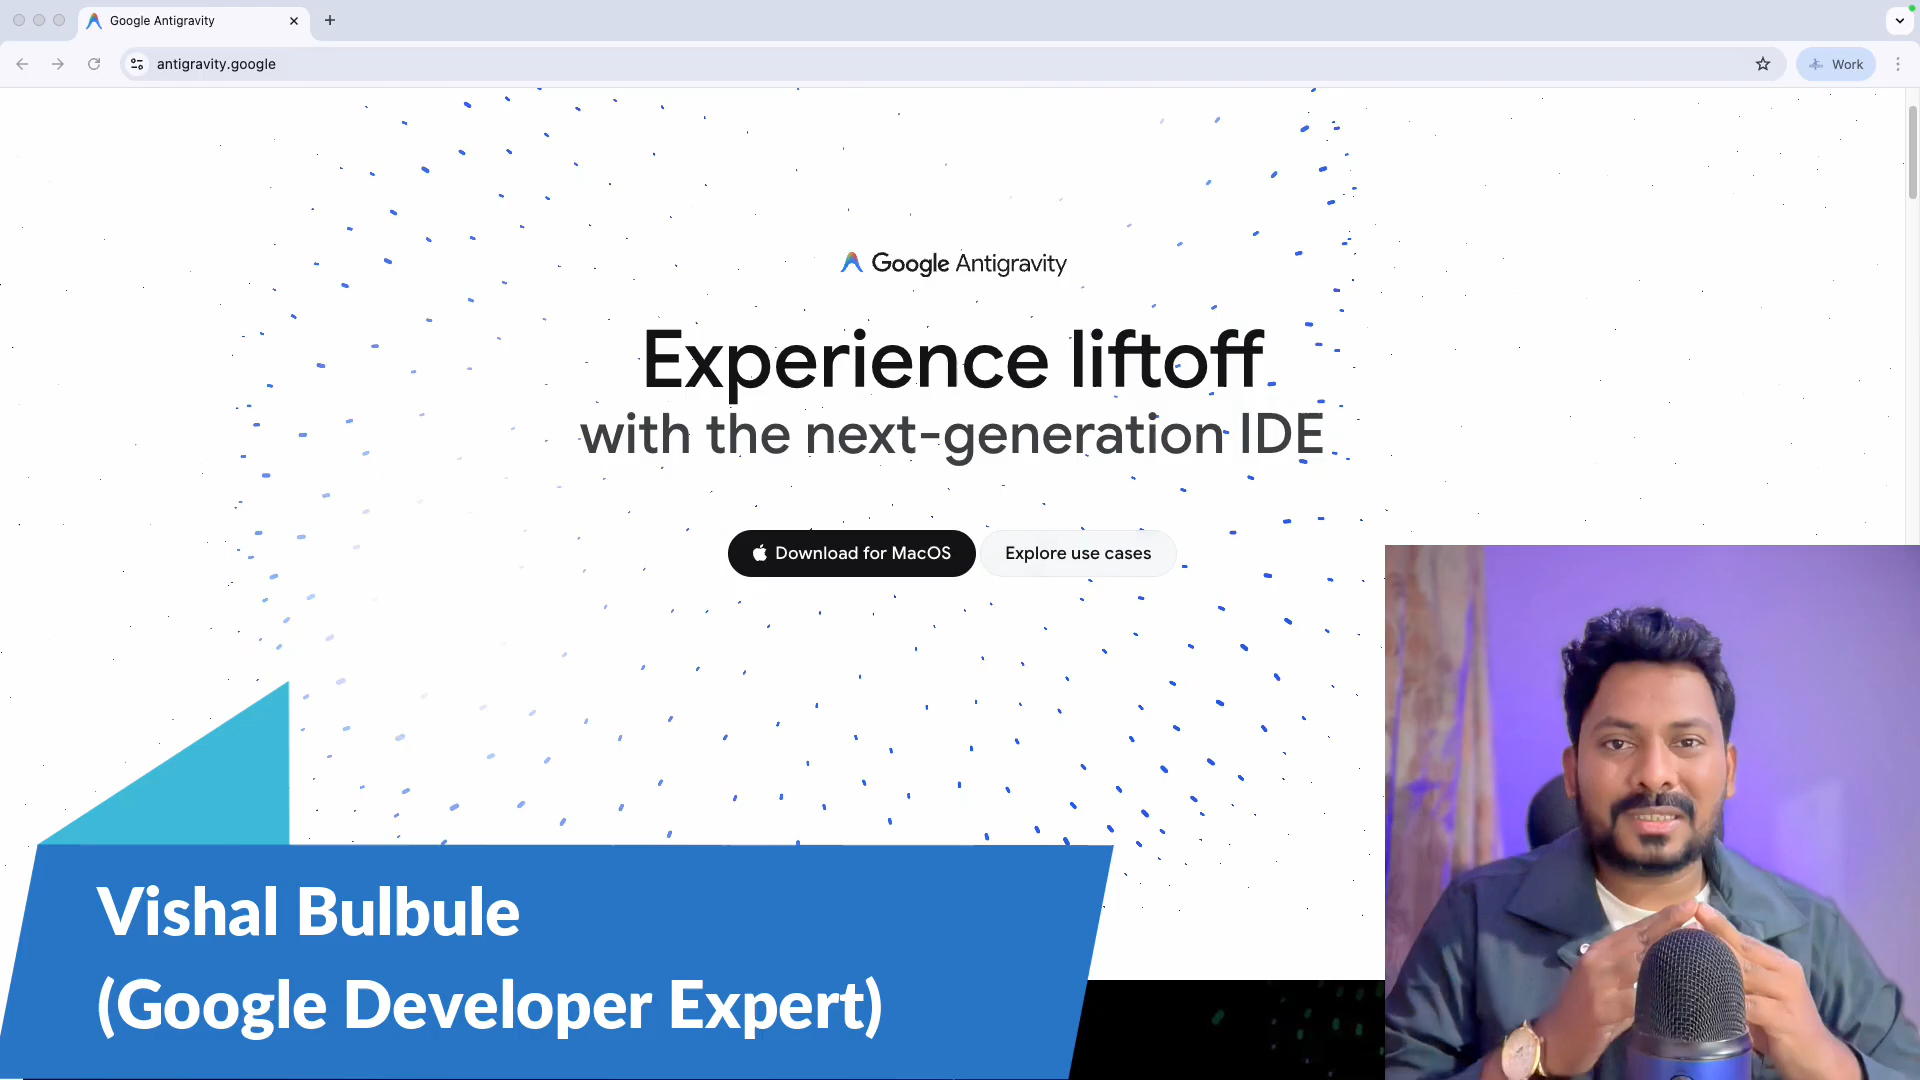 Google Antigravity
antigravity.google
Work
Google Antigravity
Experience liftoff
with the next-generation IDE
Download for MacOS
Explore use cases
Vishal Bulbule
(Google Developer Expert)